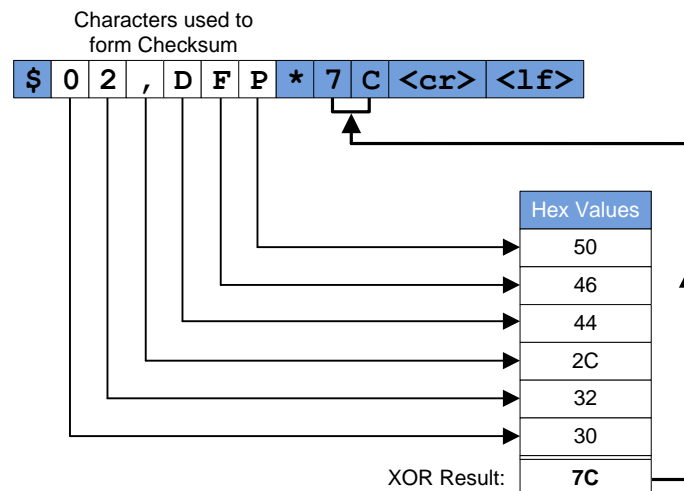 Characters used to
form Checksum
$ 0 2 , D F P * 7 C <cr> <lf>
Hex Values
50
46
44
2C
32
30
XOR Result: 7C